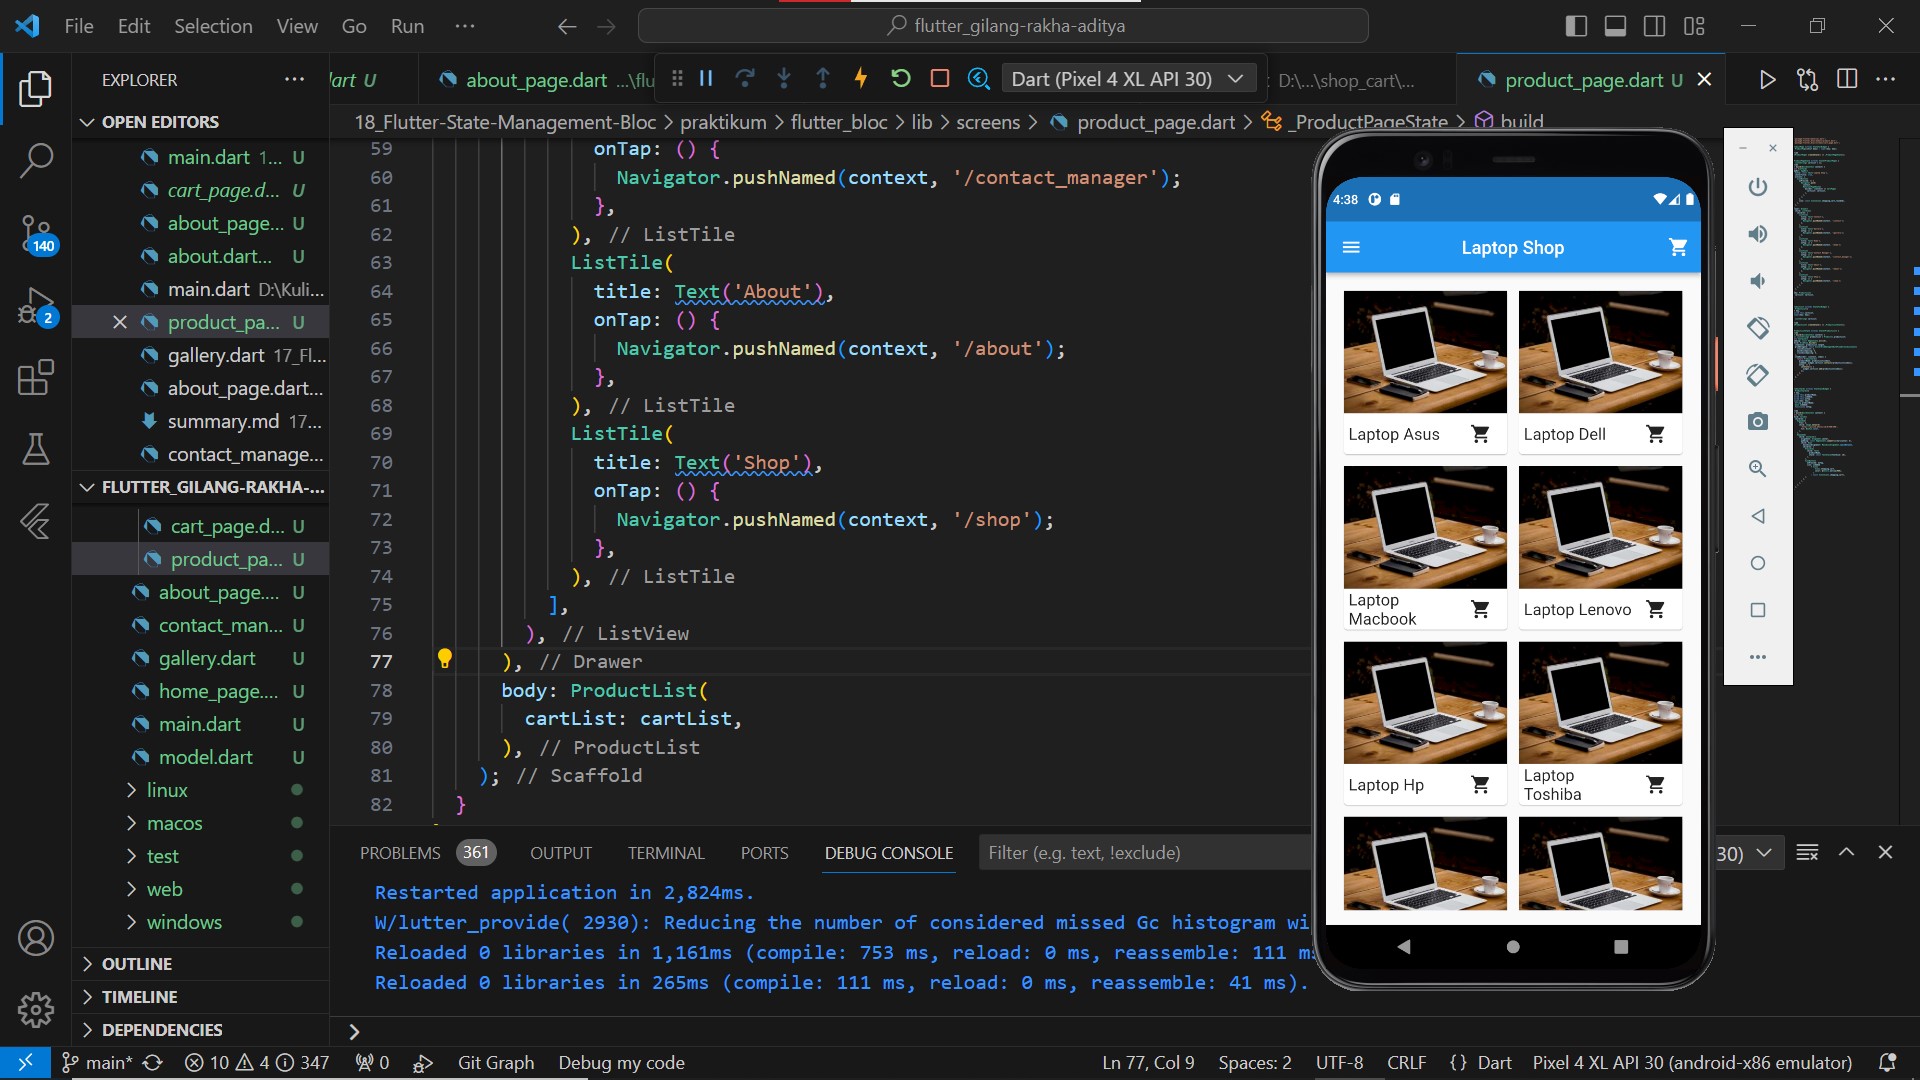 File Edit Selection View Go Run ···
flutter_gilang-rakha-aditya
EXPLORER
OPEN EDITORS
main.dart 1... U
cart_page.d... U
about_page... U
about.dart... U
main.dart D:\Kuli...
product_pa... U
gallery.dart 17_Fl...
about_page.dart...
summary.md 17...
contact_manage...
FLUTTER_GILANG-RAKHA-...
cart_page.d... U
product_pa... U
about_page.... U
contact_man... U
gallery.dart U
home_page.... U
main.dart U
model.dart U
linux
macos
test
web
windows
OUTLINE
TIMELINE
DEPENDENCIES
140
2
art U
about_page.dart ...\flu
Dart (Pixel 4 XL API 30)
D:\...\shop_cart\...
product_page.dart U
18_Flutter-State-Management-Bloc > praktikum > flutter_bloc > lib > screens > product_page.dart > _ProductPageState > build
59 onTap: () {
60 Navigator.pushNamed(context, '/contact_manager');
61 },
62 ), // ListTile
63 ListTile(
64 title: Text('About'),
65 onTap: () {
66 Navigator.pushNamed(context, '/about');
67 },
68 ), // ListTile
69 ListTile(
70 title: Text('Shop'),
71 onTap: () {
72 Navigator.pushNamed(context, '/shop');
73 },
74 ), // ListTile
75 ],
76 ), // ListView
77 ), // Drawer
78 body: ProductList(
79 cartList: cartList,
80 ), // ProductList
81 ); // Scaffold
82 }
4:38
Laptop Shop
Laptop Asus
Laptop Dell
Laptop
Macbook
Laptop Lenovo
Laptop Hp
Laptop
Toshiba
PROBLEMS 361 OUTPUT TERMINAL PORTS DEBUG CONSOLE Filter (e.g. text, !exclude) 30)
Restarted application in 2,824ms.
W/lutter_provide( 2930): Reducing the number of considered missed Gc histogram wi
Reloaded 0 libraries in 1,161ms (compile: 753 ms, reload: 0 ms, reassemble: 111 ms
Reloaded 0 libraries in 265ms (compile: 111 ms, reload: 0 ms, reassemble: 41 ms).
main* 10 4 347 0 Git Graph Debug my code Ln 77, Col 9 Spaces: 2 UTF-8 CRLF {} Dart Pixel 4 XL API 30 (android-x86 emulator)